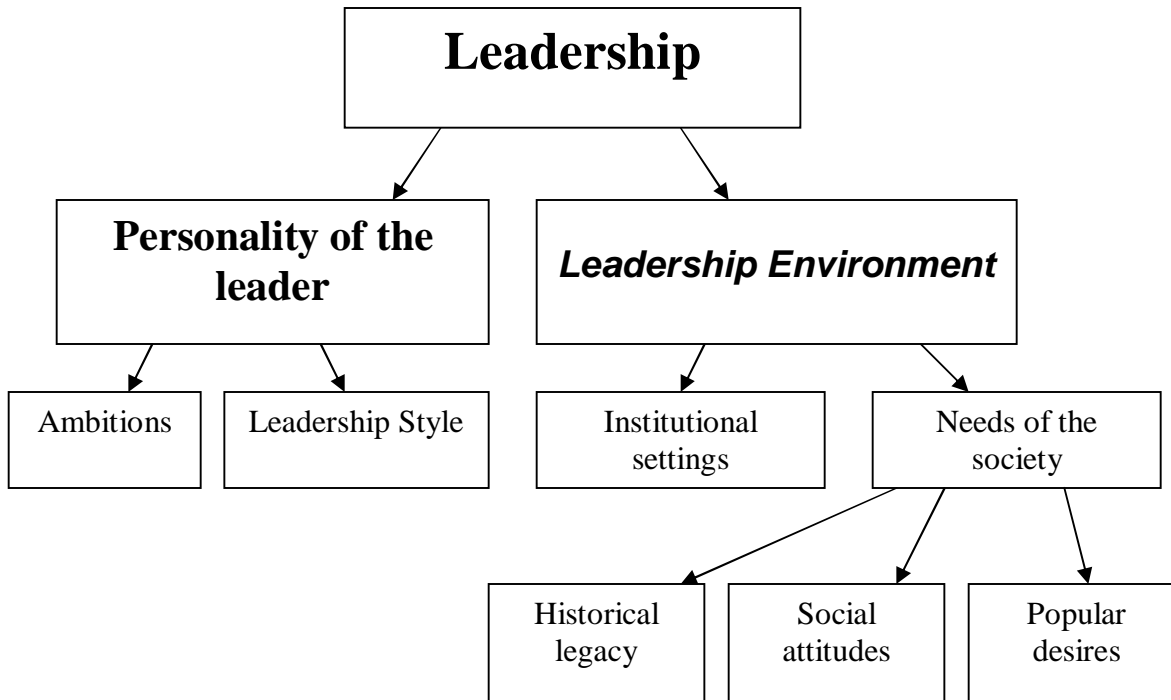 Leadership
Personality of the
leader
Leadership Environment
Ambitions
Leadership Style
Institutional
settings
Needs of the
society
Historical
legacy
Social
attitudes
Popular
desires